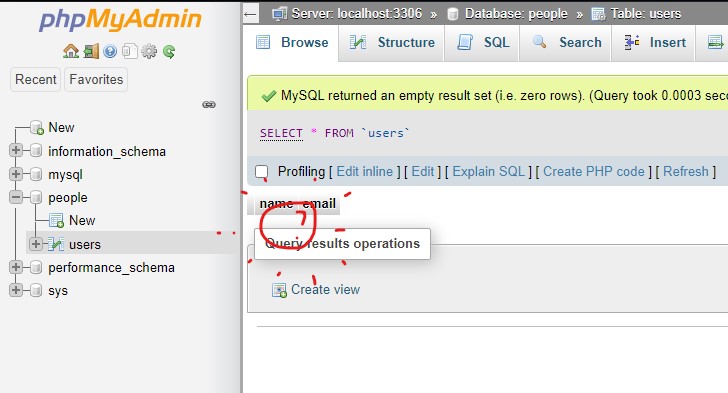 phpMyAdmin
Recent Favorites
New
information_schema
mysql
people
New
users
performance_schema
sys
Server: localhost:3306 » Database: people » Table: users
Browse Structure SQL Search Insert
MySQL returned an empty result set (i.e. zero rows). (Query took 0.0003 seco
SELECT * FROM `users`
Profiling [ Edit inline ] [ Edit ] [ Explain SQL ] [ Create PHP code ] [ Refresh ]
name email
Query results operations
Create view